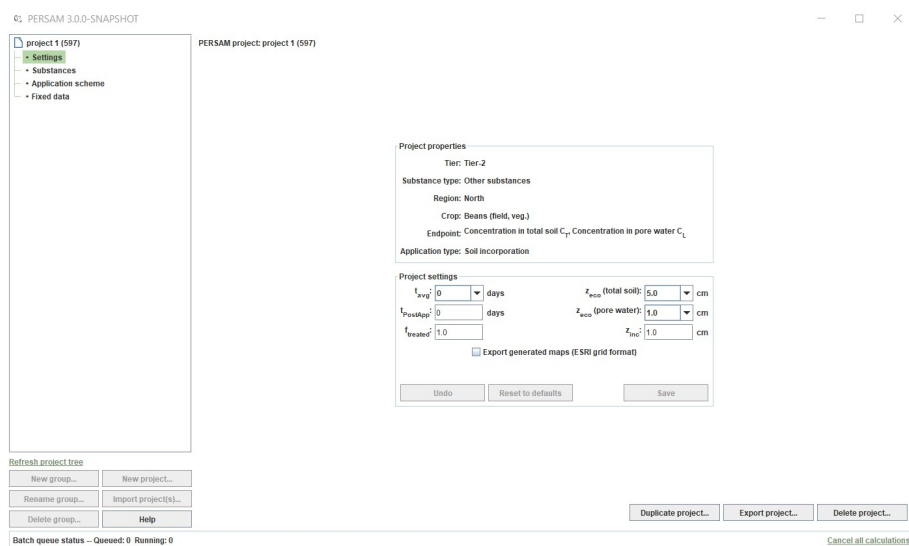 PERSAM 3.0.0-SNAPSHOT
project 1 (597)
• Settings
• Substances
• Application scheme
• Fixed data
Refresh project tree
New group... New project...
Rename group... Import project(s)...
Delete group... Help
PERSAM project: project 1 (597)
Project properties
Tier: Tier-2
Substance type: Other substances
Region: North
Crop: Beans (field, veg.)
Endpoint: Concentration in total soil CT, Concentration in pore water CL
Application type: Soil incorporation
Project settings
tavg: 0 days zeco (total soil): 5.0 cm
tPostApp: 0 days zeco (pore water): 1.0 cm
ftreated: 1.0 zinc: 1.0 cm
Export generated maps (ESRI grid format)
Undo Reset to defaults Save
Duplicate project... Export project... Delete project...
Batch queue status -- Queued: 0 Running: 0 Cancel all calculations